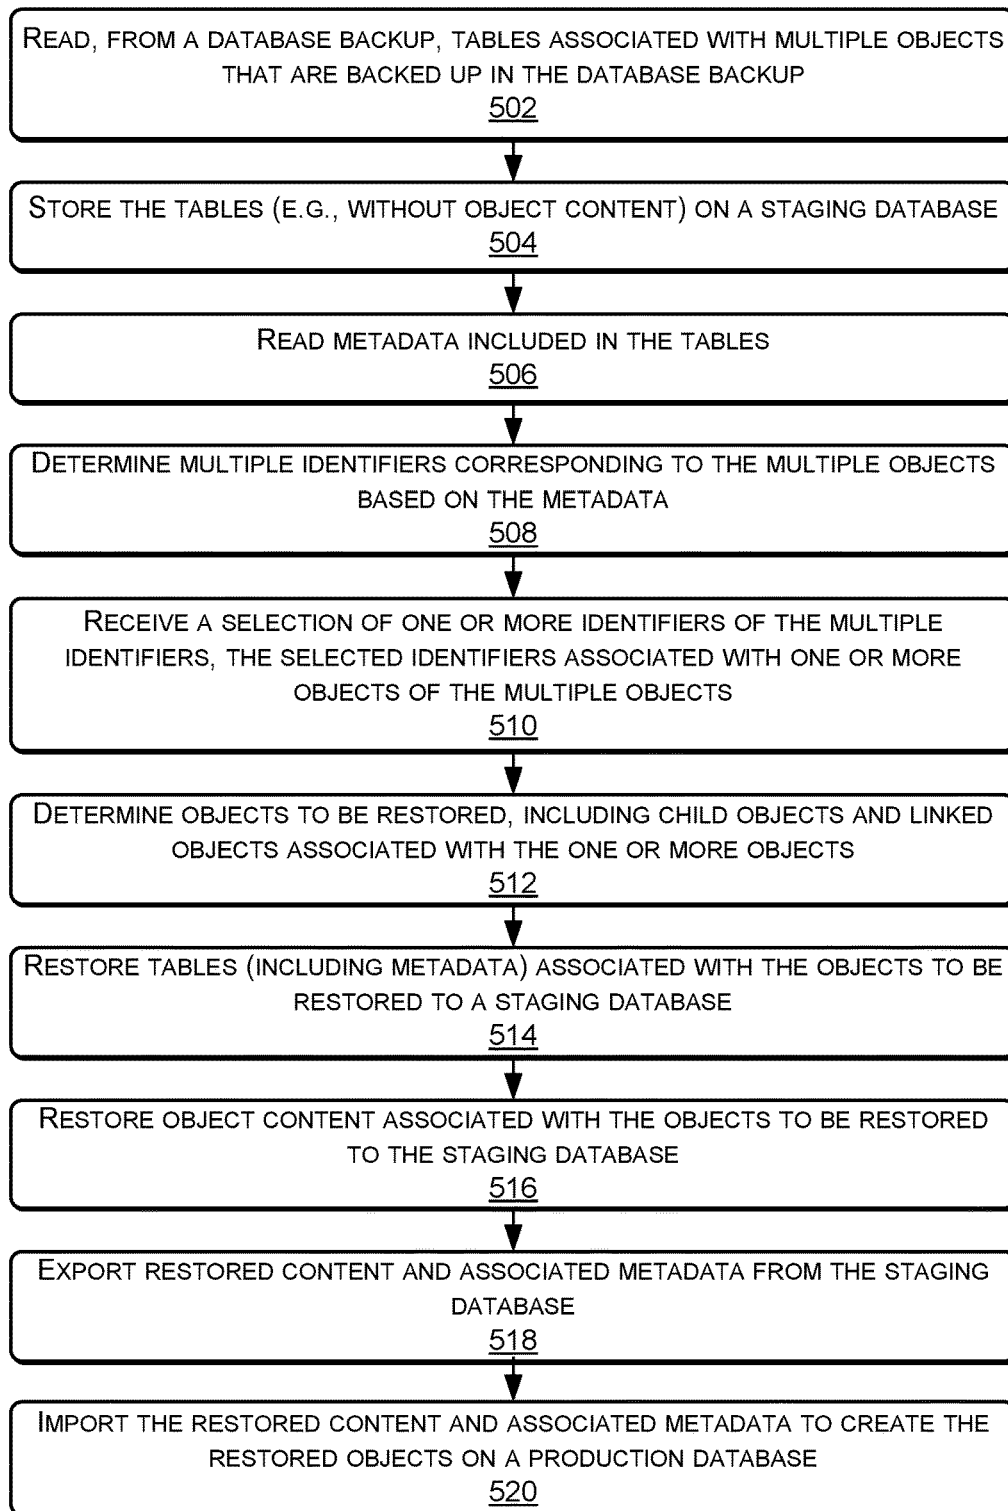 READ, FROM A DATABASE BACKUP, TABLES ASSOCIATED WITH MULTIPLE OBJECTS
THAT ARE BACKED UP IN THE DATABASE BACKUP
502
STORE THE TABLES (E.G., WITHOUT OBJECT CONTENT) ON A STAGING DATABASE
504
READ METADATA INCLUDED IN THE TABLES
506
DETERMINE MULTIPLE IDENTIFIERS CORRESPONDING TO THE MULTIPLE OBJECTS
BASED ON THE METADATA
508
RECEIVE A SELECTION OF ONE OR MORE IDENTIFIERS OF THE MULTIPLE
IDENTIFIERS, THE SELECTED IDENTIFIERS ASSOCIATED WITH ONE OR MORE
OBJECTS OF THE MULTIPLE OBJECTS
510
DETERMINE OBJECTS TO BE RESTORED, INCLUDING CHILD OBJECTS AND LINKED
OBJECTS ASSOCIATED WITH THE ONE OR MORE OBJECTS
512
RESTORE TABLES (INCLUDING METADATA) ASSOCIATED WITH THE OBJECTS TO BE
RESTORED TO A STAGING DATABASE
514
RESTORE OBJECT CONTENT ASSOCIATED WITH THE OBJECTS TO BE RESTORED
TO THE STAGING DATABASE
516
EXPORT RESTORED CONTENT AND ASSOCIATED METADATA FROM THE STAGING
DATABASE
518
IMPORT THE RESTORED CONTENT AND ASSOCIATED METADATA TO CREATE THE
RESTORED OBJECTS ON A PRODUCTION DATABASE
520